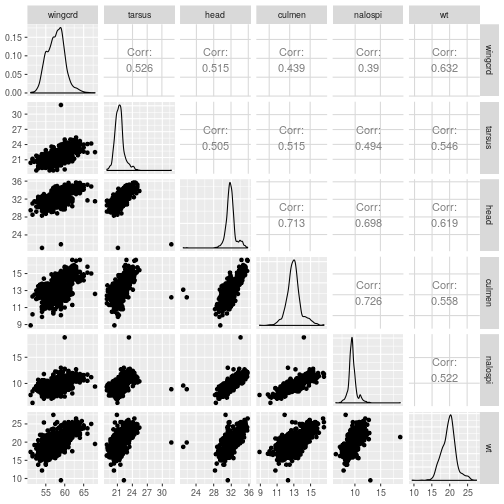 wingcrd tarsus head culmen nalospi wt
0.15
0.10
0.05
0.00
Corr:
0.526
Corr:
0.515
Corr:
0.439
Corr:
0.39
Corr:
0.632
wingcrd
30
27
24
21
Corr:
0.505
Corr:
0.515
Corr:
0.494
Corr:
0.546
tarsus
36
32
28
24
Corr:
0.713
Corr:
0.698
Corr:
0.619
head
15
13
11
9
Corr:
0.726
Corr:
0.558
culmen
15
10
Corr:
0.522
nalospi
25
20
15
10
wt
55 60 65 21 24 27 30 24 28 32 36 9 11 13 15 10 15 10 15 20 25